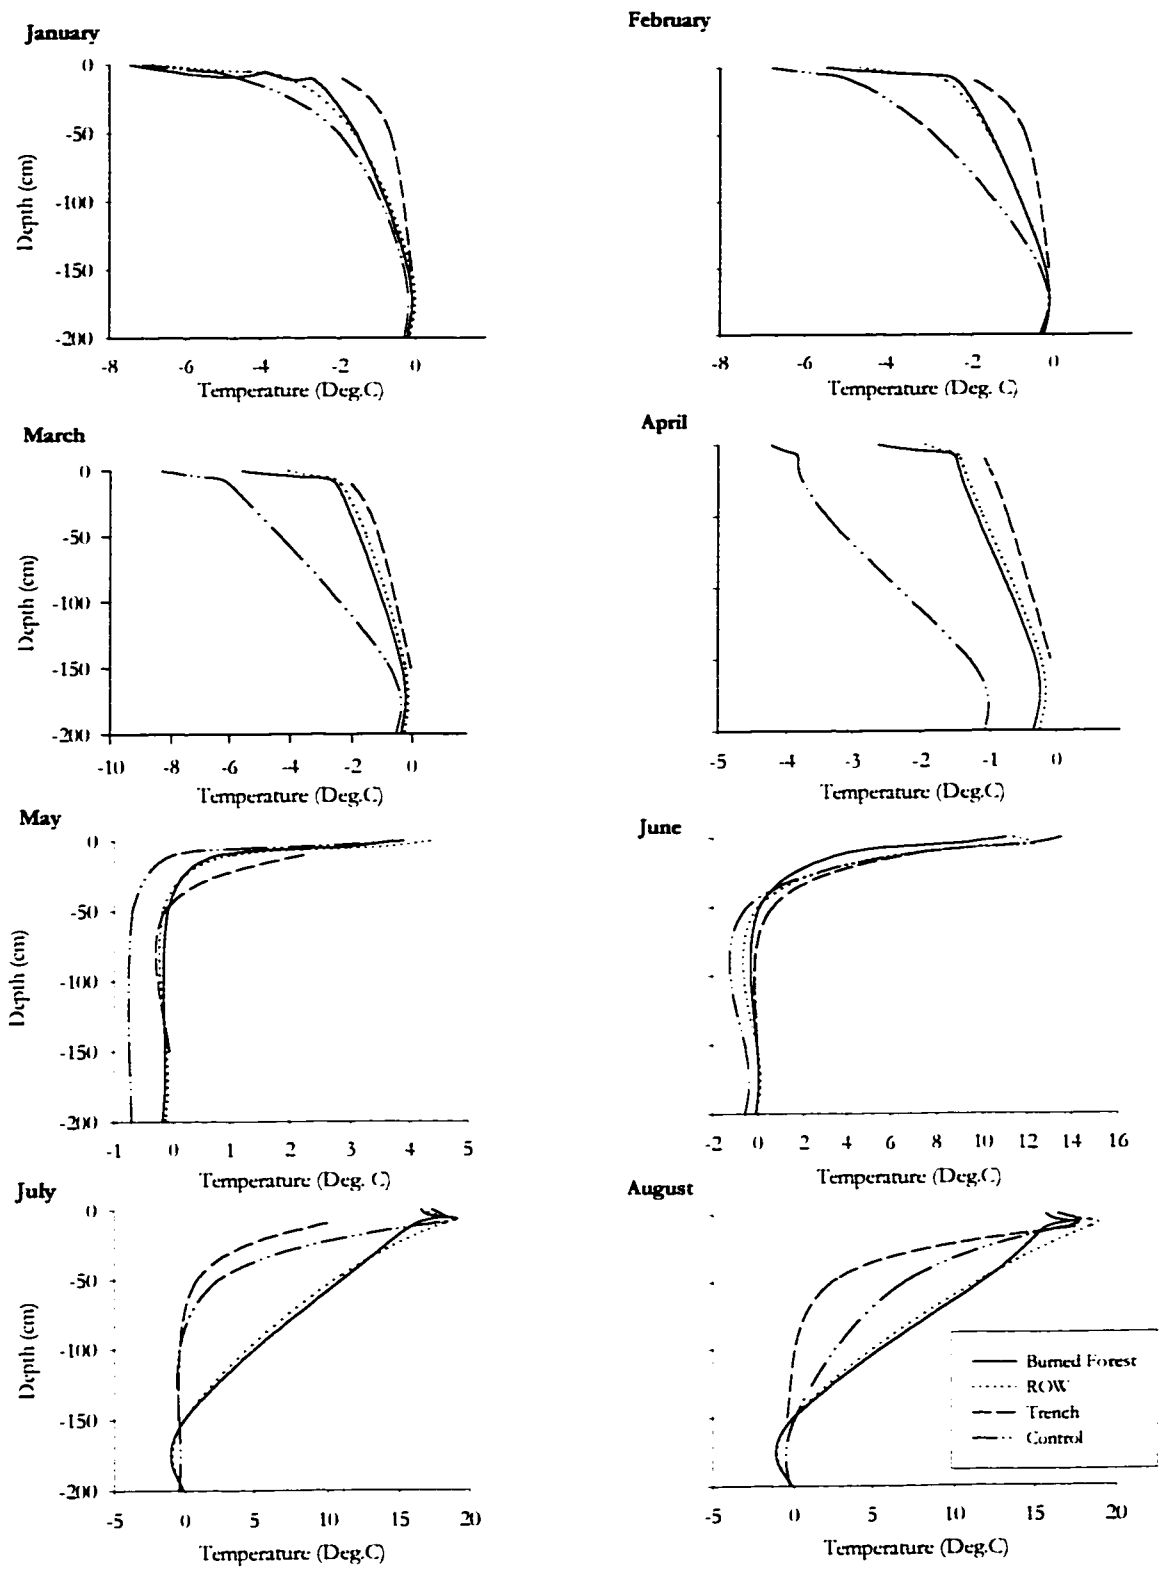 January
February
0
-50
-100
-150
-200
Depth (cm)
-8 -6 -4 -2 0
Temperature (Deg.C)
-8 -6 -4 -2 0
Temperature (Deg. C)
March
April
0
-50
-100
-150
-200
Depth (cm)
-10 -8 -6 -4 -2 0
Temperature (Deg.C)
-5 -4 -3 -2 -1 0
Temperature (Deg.C)
May
June
0
-50
-100
-150
-200
Depth (cm)
-1 0 1 2 3 4 5
Temperature (Deg. C)
-2 0 2 4 6 8 10 12 14 16
Temperature (Deg.C)
July
August
0
-50
-100
-150
-200
Depth (cm)
-5 0 5 10 15 20
Temperature (Deg.C)
-5 0 5 10 15 20
Temperature (Deg.C)
Burned Forest
ROW
Trench
Control